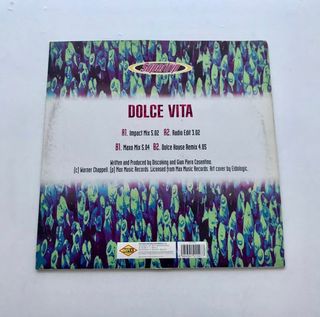 DOLCE VITA
A1. Impact Mix 5.02 A2. Radio Edit 3.02
B1. Maxx Mix 5.04 B2. Dolce House Remix 4.05
Written and Produced by Discoking and Gian Piero Cosentino.
(c) Warner Chappell. (p) Max Music Records. Licensed from Max Music Records. Art cover by Eidologic.